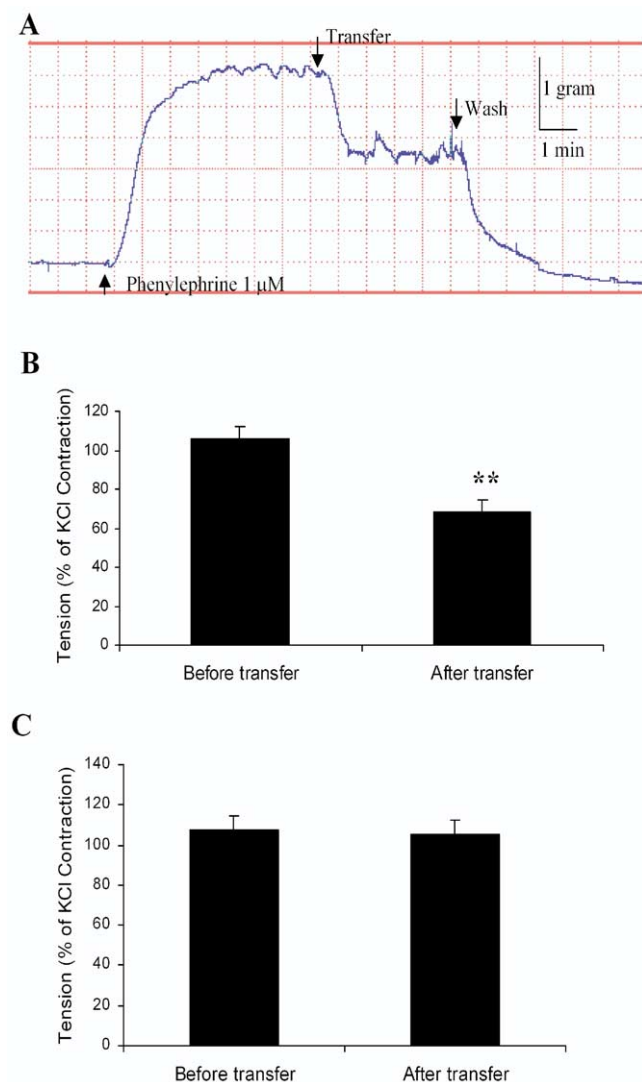 A
Transfer
1 gram
Wash
1 min
Phenylephrine 1 µM
B
Tension (% of KCl Contraction)
120
100
80
60
40
20
0
**
Before transfer
After transfer
C
Tension (% of KCl Contraction)
140
120
100
80
60
40
20
0
Before transfer
After transfer